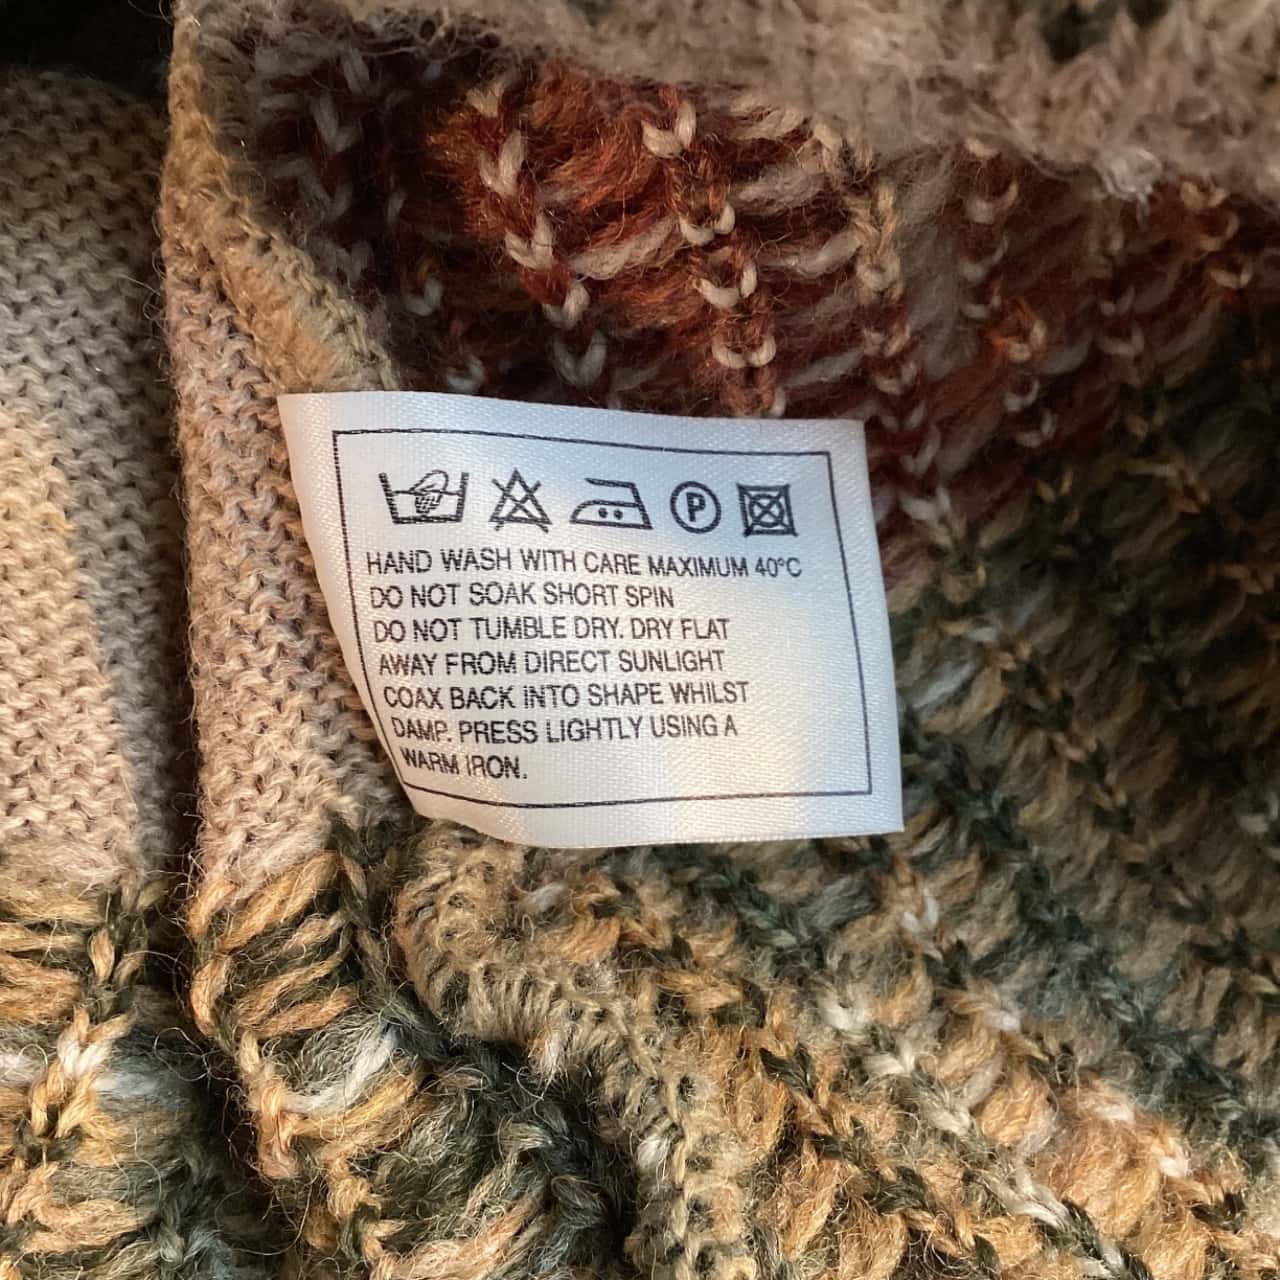 P
HAND WASH WITH CARE MAXIMUM 40°C
DO NOT SOAK SHORT SPIN
DO NOT TUMBLE DRY. DRY FLAT
AWAY FROM DIRECT SUNLIGHT
COAX BACK INTO SHAPE WHILST
DAMP. PRESS LIGHTLY USING A
WARM IRON.